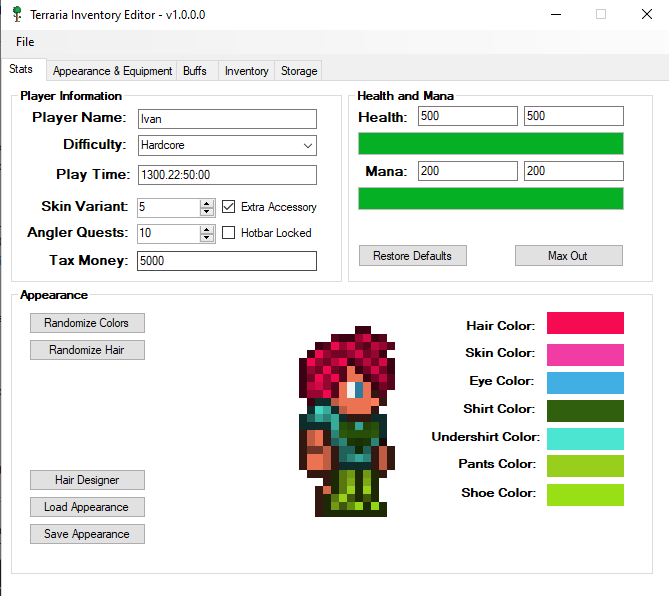 Terraria Inventory Editor - v1.0.0.0
File
Stats
Appearance & Equipment
Buffs
Inventory
Storage
Player Information
Player Name: Ivan
Difficulty: Hardcore
Play Time: 1300.22:50:00
Skin Variant: 5
Extra Accessory
Angler Quests: 10
Hotbar Locked
Tax Money: 5000
Health and Mana
Health: 500 500
Mana: 200 200
Restore Defaults
Max Out
Appearance
Randomize Colors
Randomize Hair
Hair Designer
Load Appearance
Save Appearance
Hair Color:
Skin Color:
Eye Color:
Shirt Color:
Undershirt Color:
Pants Color:
Shoe Color: